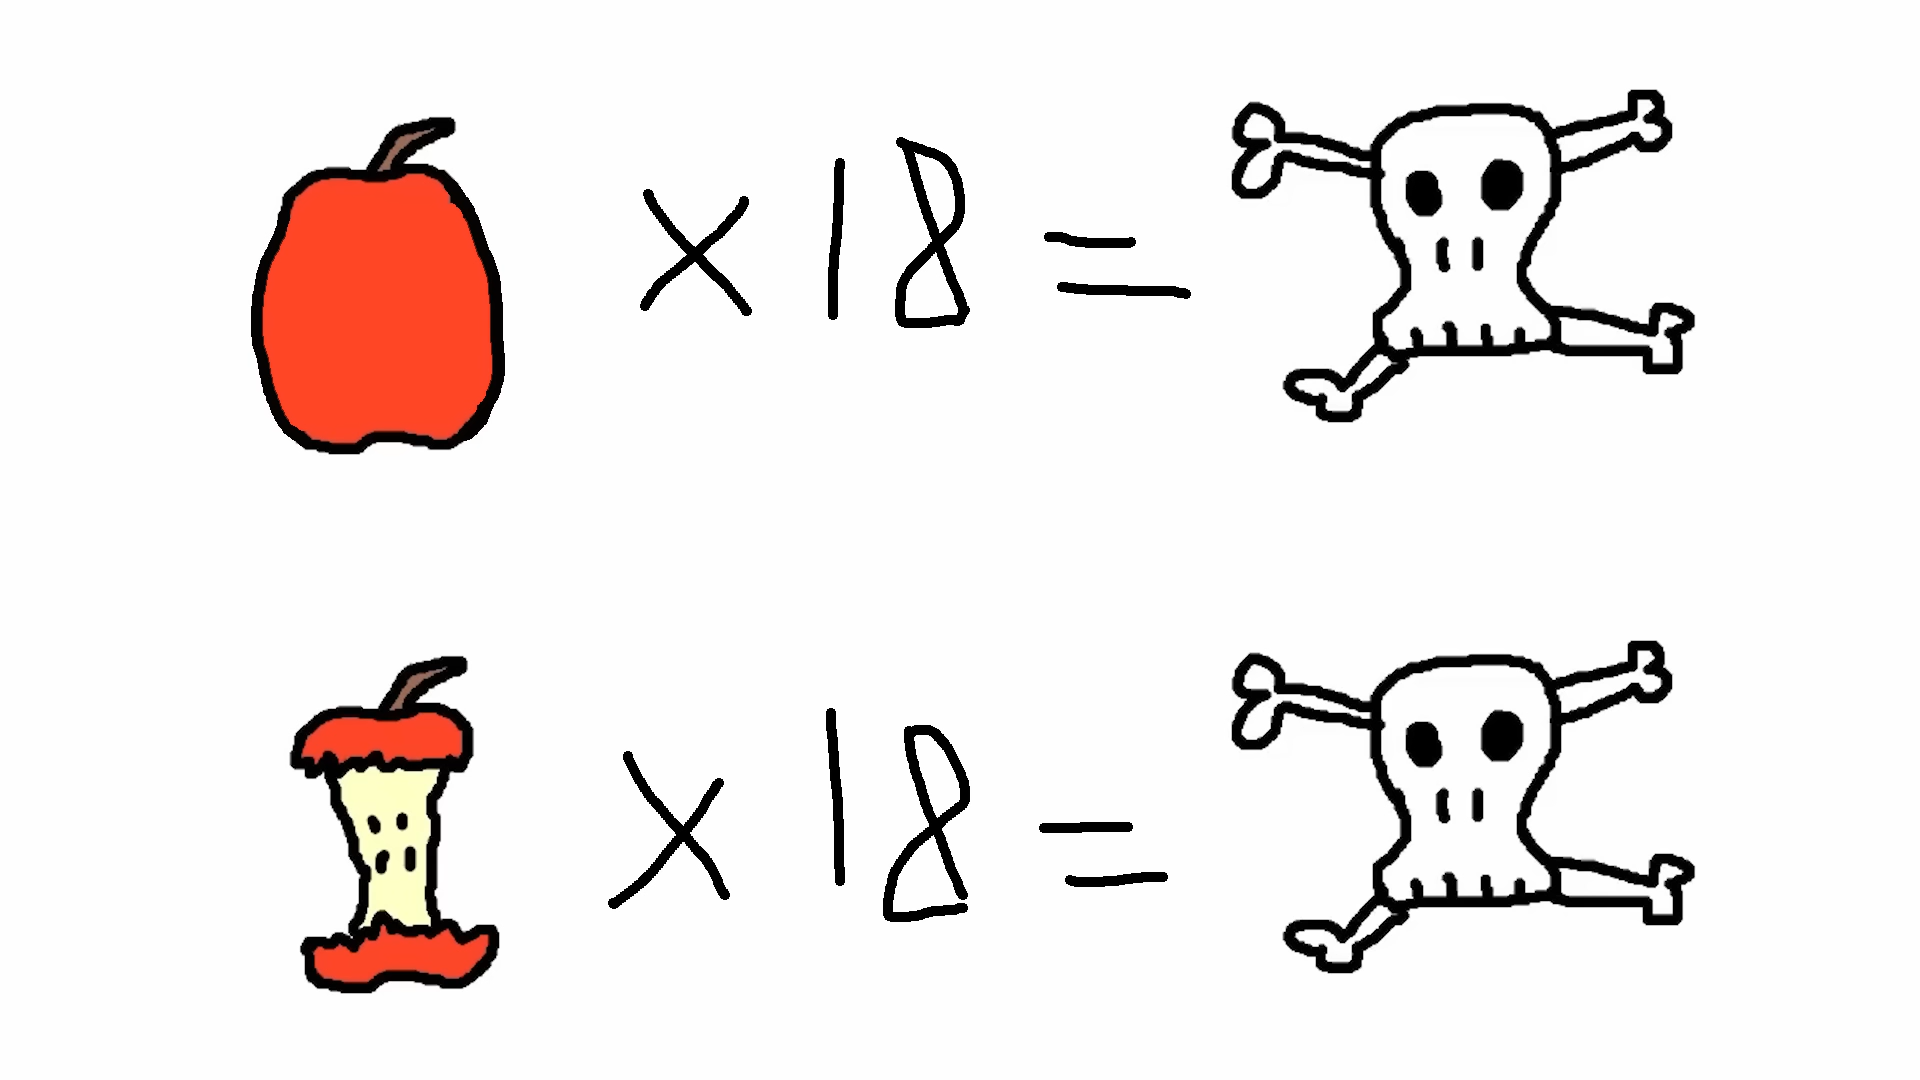 × 18 =
× 18 =